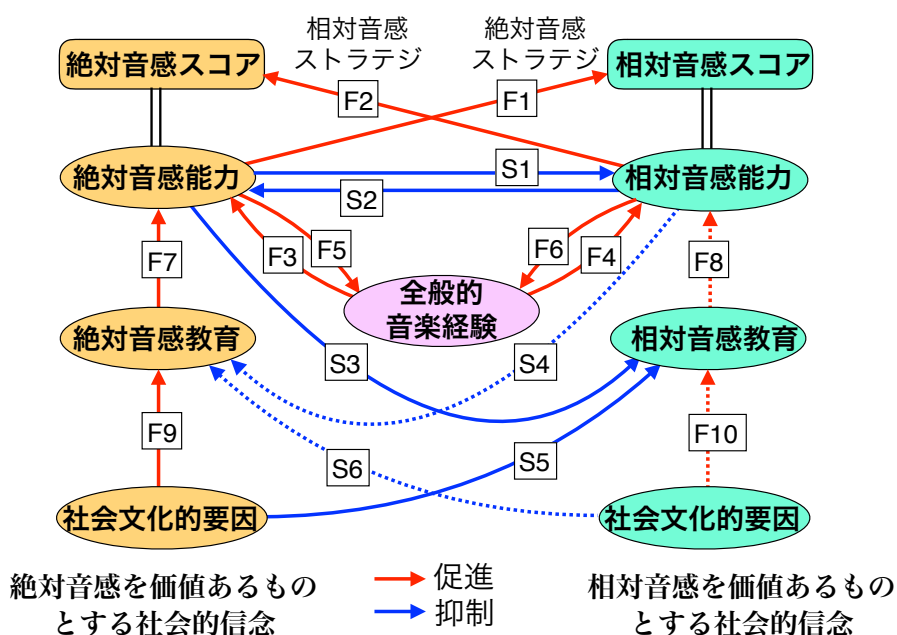 相対音感
ストラテジ
絶対音感
ストラテジ
絶対音感スコア
相対音感スコア
F2
F1
絶対音感能力
相対音感能力
S1
S2
F3
F5
F6
F4
F7
F8
全般的
音楽経験
絶対音感教育
相対音感教育
S3
S4
F9
F10
S6
S5
社会文化的要因
社会文化的要因
絶対音感を価値あるもの
とする社会的信念
促進
抑制
相対音感を価値あるもの
とする社会的信念